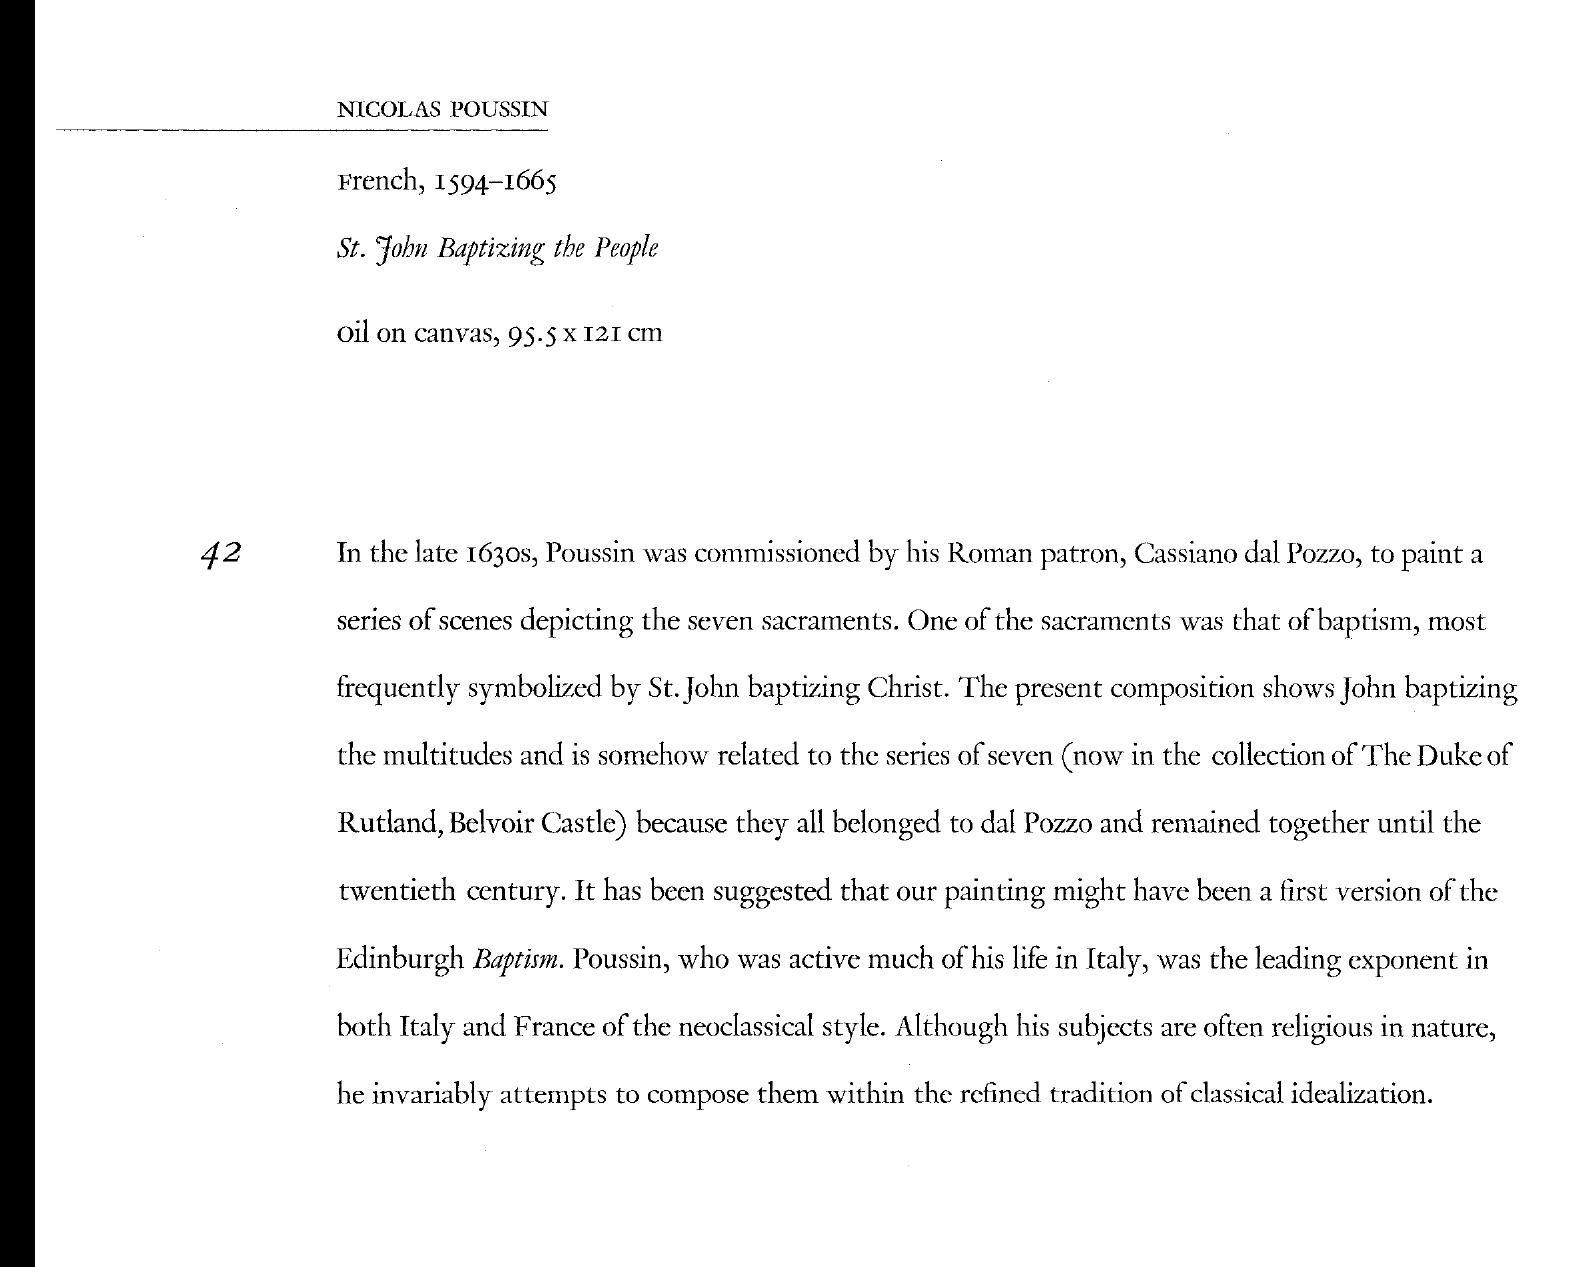 NICOLAS POUSSIN
French, 1594–1665
St. John Baptizing the People
Oil on canvas, 95.5 x 121 cm
42
In the late 1630s, Poussin was commissioned by his Roman patron, Cassiano dal Pozzo, to paint a
series of scenes depicting the seven sacraments. One of the sacraments was that of baptism, most
frequently symbolized by St. John baptizing Christ. The present composition shows John baptizing
the multitudes and is somehow related to the series of seven (now in the collection of The Duke of
Rutland, Belvoir Castle) because they all belonged to dal Pozzo and remained together until the
twentieth century. It has been suggested that our painting might have been a first version of the
Edinburgh Baptism. Poussin, who was active much of his life in Italy, was the leading exponent in
both Italy and France of the neoclassical style. Although his subjects are often religious in nature,
he invariably attempts to compose them within the refined tradition of classical idealization.